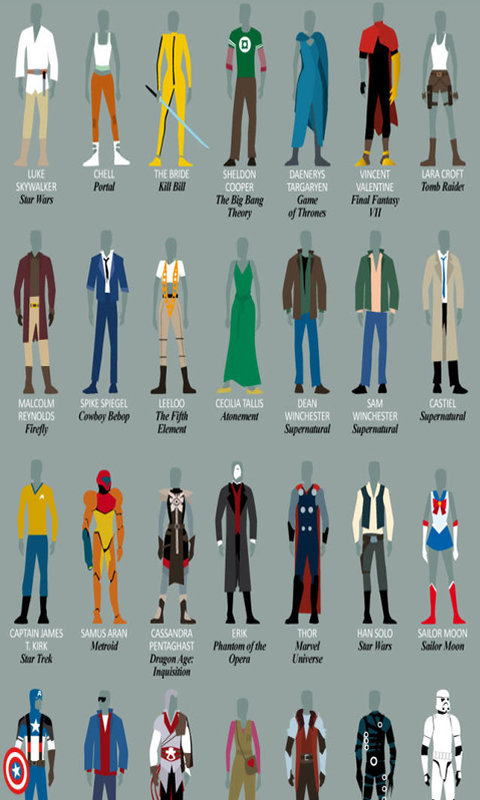 LUKE
SKYWALKER
Star Wars
CHELL
Portal
THE BRIDE
Kill Bill
SHELDON
COOPER
The Big Bang
Theory
DAENERYS
TARGARYEN
Game
of Thrones
VINCENT
VALENTINE
Final Fantasy
VII
LARA CROFT
Tomb Raider
MALCOLM
REYNOLDS
Firefly
SPIKE SPIEGEL
Cowboy Bebop
LEELOO
The Fifth
Element
CECILIA TALLIS
Atonement
DEAN
WINCHESTER
Supernatural
SAM
WINCHESTER
Supernatural
CASTIEL
Supernatural
CAPTAIN JAMES
T. KIRK
Star Trek
SAMUS ARAN
Metroid
CASSANDRA
PENTAGHAST
Dragon Age:
Inquisition
ERIK
Phantom of the
Opera
THOR
Marvel
Universe
HAN SOLO
Star Wars
SAILOR MOON
Sailor Moon